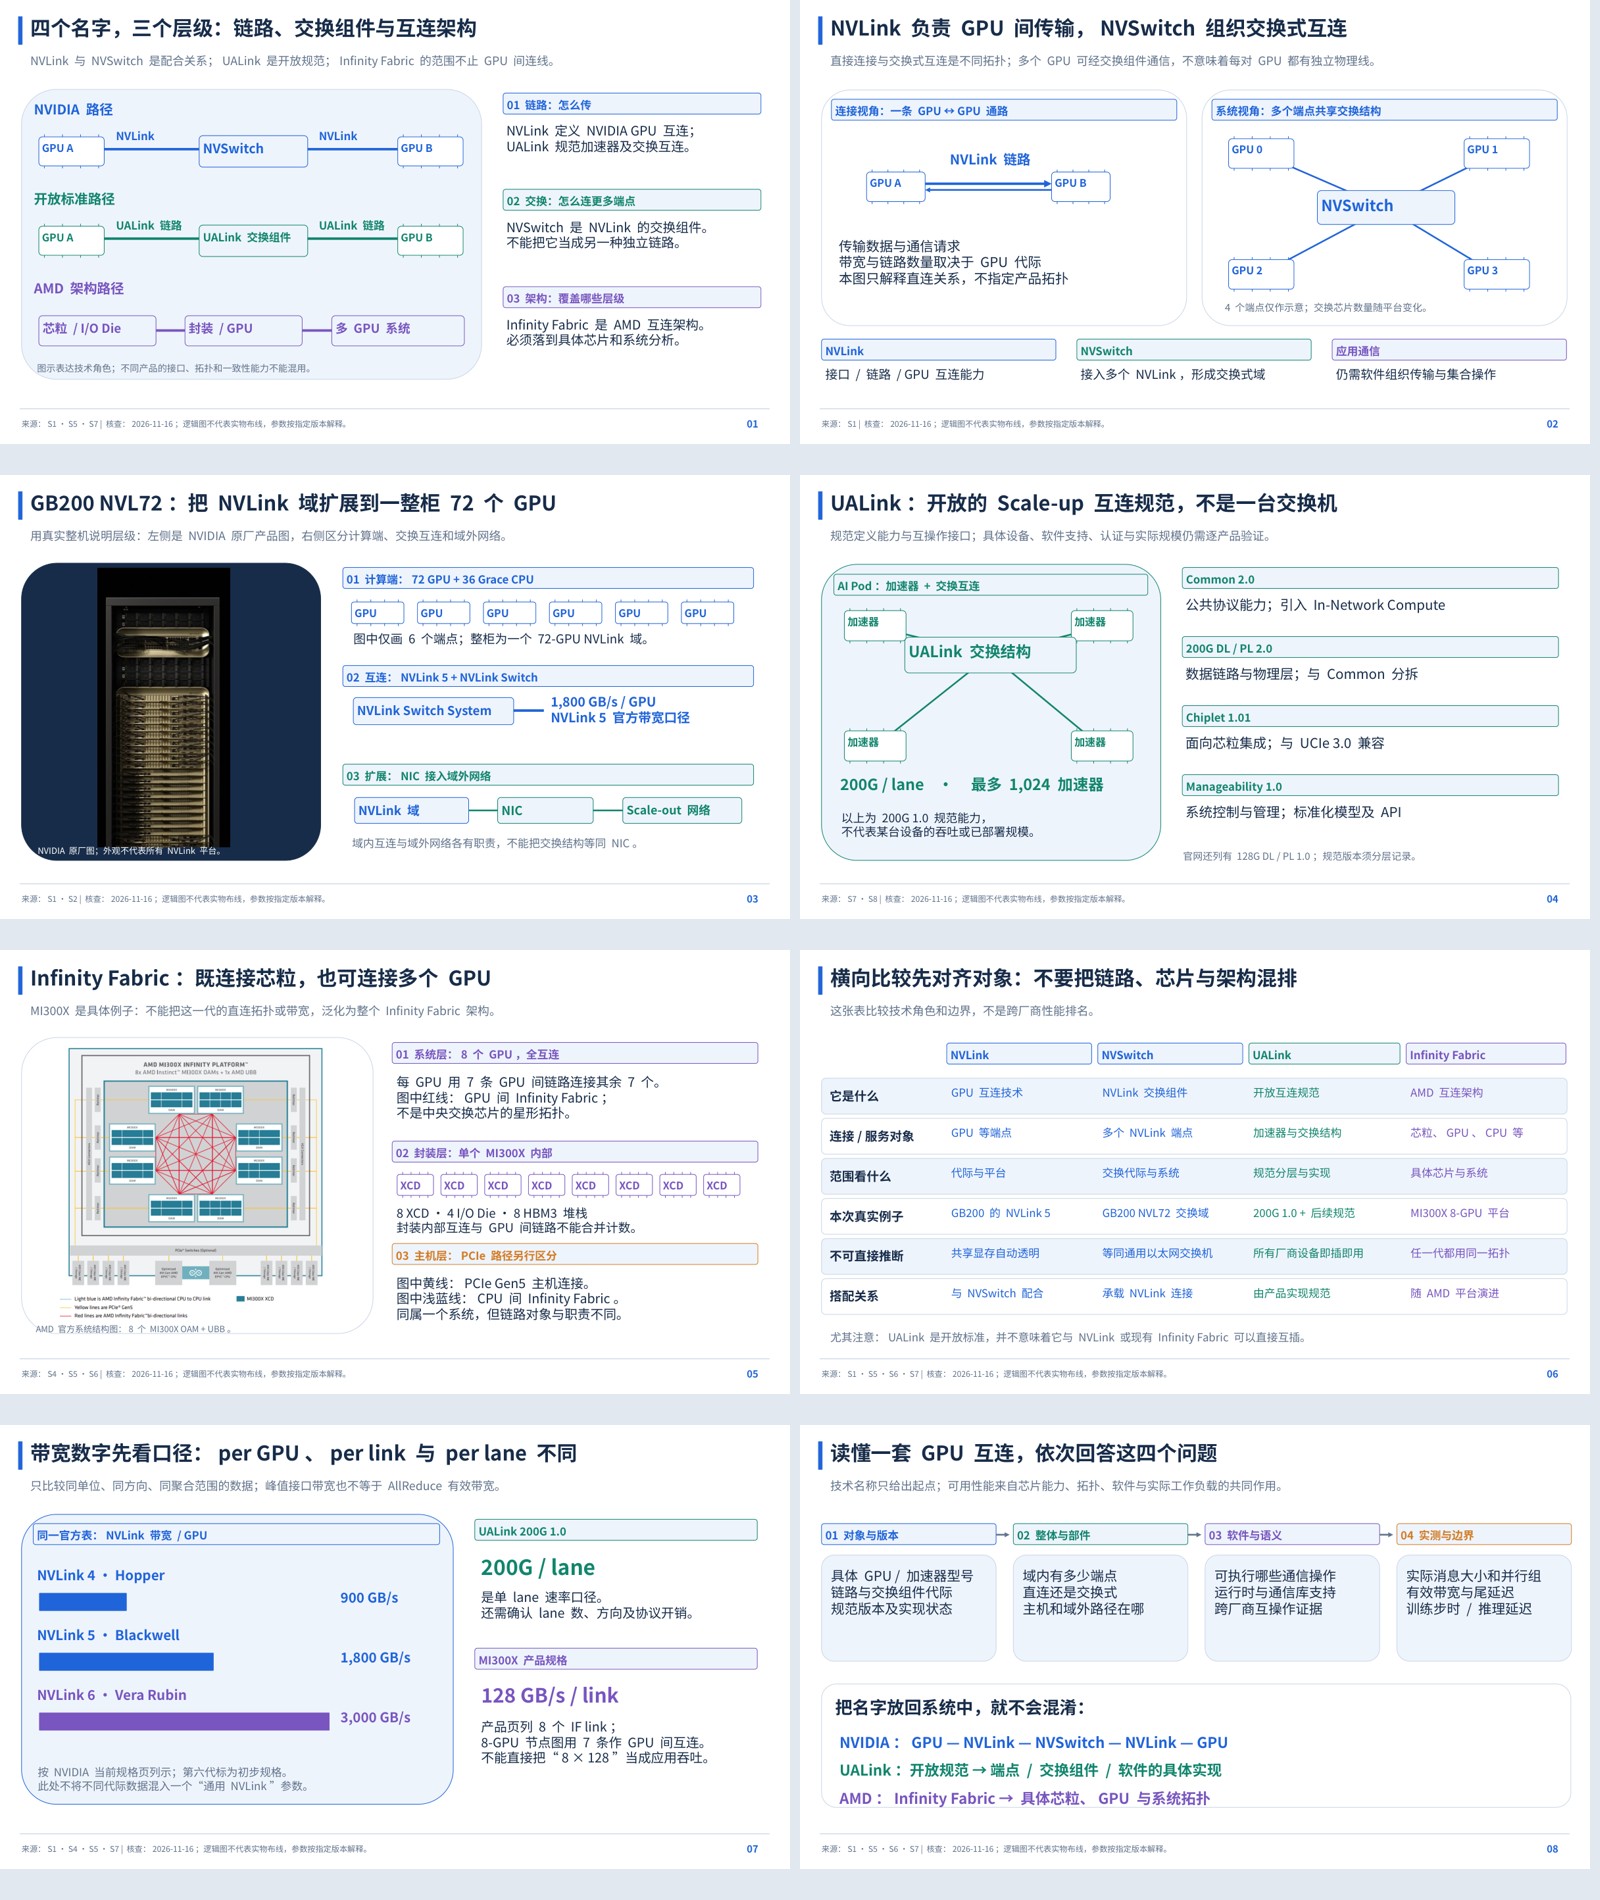 四个名字，三个层级：链路、交换组件与互连架构
NVLink 与 NVSwitch 是配合关系；UALink 是开放规范；Infinity Fabric 的范围不止 GPU 间连线。
NVIDIA 路径
GPU A
NVLink
NVSwitch
NVLink
GPU B
开放标准路径
GPU A
UALink 链路
UALink 交换组件
UALink 链路
GPU B
AMD 架构路径
芯粒 / I/O Die
封装 / GPU
多 GPU 系统
图示表达技术角色；不同产品的接口、拓扑和一致性能力不能混用。
01 链路：怎么传
NVLink 定义 NVIDIA GPU 互连；
UALink 规范加速器及交换互连。
02 交换：怎么连更多端点
NVSwitch 是 NVLink 的交换组件。
不能把它当成另一种独立链路。
03 架构：覆盖哪些层级
Infinity Fabric 是 AMD 互连架构。
必须落到具体芯片和系统分析。
来源： S1 · S5 · S7 | 核查： 2026-11-16；逻辑图不代表实物布线，参数按指定版本解释。
01
NVLink 负责 GPU 间传输，NVSwitch 组织交换式互连
直接连接与交换式互连是不同拓扑；多个 GPU 可经交换组件通信，不意味着每对 GPU 都有独立物理线。
连接视角：一条 GPU ↔ GPU 通路
NVLink 链路
GPU A
GPU B
传输数据与通信请求
带宽与链路数量取决于 GPU 代际
本图只解释直连关系，不指定产品拓扑
系统视角：多个端点共享交换结构
GPU 0
GPU 1
NVSwitch
GPU 2
GPU 3
4 个端点仅作示意；交换芯片数量随平台变化。
NVLink
接口 / 链路 / GPU 互连能力
NVSwitch
接入多个 NVLink，形成交换式域
应用通信
仍需软件组织传输与集合操作
来源： S1 | 核查： 2026-11-16；逻辑图不代表实物布线，参数按指定版本解释。
02
GB200 NVL72：把 NVLink 域扩展到一整柜 72 个 GPU
用真实整机说明层级：左侧是 NVIDIA 原厂产品图，右侧区分计算端、交换互连和域外网络。
NVIDIA 原厂图；外观不代表所有 NVLink 平台。
01 计算端： 72 GPU + 36 Grace CPU
GPU
GPU
GPU
GPU
GPU
GPU
图中仅画 6 个端点；整柜为一个 72-GPU NVLink 域。
02 互连： NVLink 5 + NVLink Switch
NVLink Switch System
1,800 GB/s / GPU
NVLink 5 官方带宽口径
03 扩展： NIC 接入域外网络
NVLink 域
NIC
Scale-out 网络
域内互连与域外网络各有职责，不能把交换结构等同 NIC。
来源： S1 · S2 | 核查： 2026-11-16；逻辑图不代表实物布线，参数按指定版本解释。
03
UALink：开放的 Scale-up 互连规范，不是一台交换机
规范定义能力与互操作接口；具体设备、软件支持、认证与实际规模仍需逐产品验证。
AI Pod：加速器 + 交换互连
加速器
加速器
UALink 交换结构
加速器
加速器
200G / lane · 最多 1,024 加速器
以上为 200G 1.0 规范能力，
不代表某台设备的吞吐或已部署规模。
Common 2.0
公共协议能力；引入 In-Network Compute
200G DL / PL 2.0
数据链路与物理层；与 Common 分拆
Chiplet 1.01
面向芯粒集成；与 UCIe 3.0 兼容
Manageability 1.0
系统控制与管理；标准化模型及 API
官网还列有 128G DL / PL 1.0；规范版本须分层记录。
来源： S7 · S8 | 核查： 2026-11-16；逻辑图不代表实物布线，参数按指定版本解释。
04
Infinity Fabric：既连接芯粒，也可连接多个 GPU
MI300X 是具体例子：不能把这一代的直连拓扑或带宽，泛化为整个 Infinity Fabric 架构。
AMD MI300X INFINITY PLATFORM™
8x AMD Instinct™ MI300X OAMs + 1x AMD UBB
PCIe® Switches (Optional)
Light blue is AMD Infinity Fabric™ bi-directional CPU to CPU link
MI300X XCD
Yellow lines are PCIe® Gen5
Red lines are AMD Infinity Fabric™ bi-directional links
AMD 官方系统结构图： 8 个 MI300X OAM + UBB。
01 系统层： 8 个 GPU，全互连
每 GPU 用 7 条 GPU 间链路连接其余 7 个。
图中红线： GPU 间 Infinity Fabric；
不是中央交换芯片的星形拓扑。
02 封装层：单个 MI300X 内部
XCD
XCD
XCD
XCD
XCD
XCD
XCD
XCD
8 XCD · 4 I/O Die · 8 HBM3 堆栈
封装内部互连与 GPU 间链路不能合并计数。
03 主机层： PCIe 路径另行区分
图中黄线： PCIe Gen5 主机连接。
图中浅蓝线： CPU 间 Infinity Fabric。
同属一个系统，但链路对象与职责不同。
来源： S4 · S5 · S6 | 核查： 2026-11-16；逻辑图不代表实物布线，参数按指定版本解释。
05
横向比较先对齐对象：不要把链路、芯片与架构混排
这张表比较技术角色和边界，不是跨厂商性能排名。
NVLink
NVSwitch
UALink
Infinity Fabric
它是什么
GPU 互连技术
NVLink 交换组件
开放互连规范
AMD 互连架构
连接 / 服务对象
GPU 等端点
多个 NVLink 端点
加速器与交换结构
芯粒、GPU、CPU 等
范围看什么
代际与平台
交换代际与系统
规范分层与实现
具体芯片与系统
本次真实例子
GB200 的 NVLink 5
GB200 NVL72 交换域
200G 1.0 + 后续规范
MI300X 8-GPU 平台
不可直接推断
共享显存自动透明
等同通用以太网交换机
所有厂商设备即插即用
任一代都用同一拓扑
搭配关系
与 NVSwitch 配合
承载 NVLink 连接
由产品实现规范
随 AMD 平台演进
尤其注意： UALink 是开放标准，并不意味着它与 NVLink 或现有 Infinity Fabric 可以直接互插。
来源： S1 · S5 · S6 · S7 | 核查： 2026-11-16；逻辑图不代表实物布线，参数按指定版本解释。
06
带宽数字先看口径： per GPU、per link 与 per lane 不同
只比较同单位、同方向、同聚合范围的数据；峰值接口带宽也不等于 AllReduce 有效带宽。
同一官方表： NVLink 带宽 / GPU
NVLink 4 · Hopper
900 GB/s
NVLink 5 · Blackwell
1,800 GB/s
NVLink 6 · Vera Rubin
3,000 GB/s
按 NVIDIA 当前规格页列示；第六代标为初步规格。
此处不将不同代际数据混入一个“通用 NVLink”参数。
UALink 200G 1.0
200G / lane
是单 lane 速率口径。
还需确认 lane 数、方向及协议开销。
MI300X 产品规格
128 GB/s / link
产品页列 8 个 IF link；
8-GPU 节点图用 7 条作 GPU 间互连。
不能直接把“8 × 128”当成应用吞吐。
来源： S1 · S4 · S5 · S7 | 核查： 2026-11-16；逻辑图不代表实物布线，参数按指定版本解释。
07
读懂一套 GPU 互连，依次回答这四个问题
技术名称只给出起点；可用性能来自芯片能力、拓扑、软件与实际工作负载的共同作用。
01 对象与版本
02 整体与部件
03 软件与语义
04 实测与边界
具体 GPU / 加速器型号
链路与交换组件代际
规范版本及实现状态
域内有多少端点
直连还是交换式
主机和域外路径在哪
可执行哪些通信操作
运行时与通信库支持
跨厂商互操作证据
实际消息大小和并行组
有效带宽与尾延迟
训练步时 / 推理延迟
把名字放回系统中，就不会混淆：
NVIDIA： GPU — NVLink — NVSwitch — NVLink — GPU
UALink：开放规范 → 端点 / 交换组件 / 软件的具体实现
AMD： Infinity Fabric → 具体芯粒、GPU 与系统拓扑
来源： S1 · S5 · S6 · S7 | 核查： 2026-11-16；逻辑图不代表实物布线，参数按指定版本解释。
08